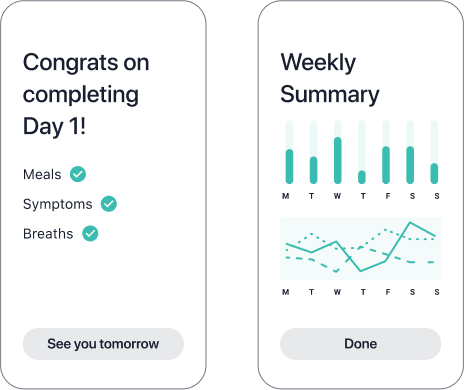 Congrats on
completing
Day 1!
Meals
Symptoms
Breaths
See you tomorrow
Weekly
Summary
M T W T F S S
M T W T F S S
Done